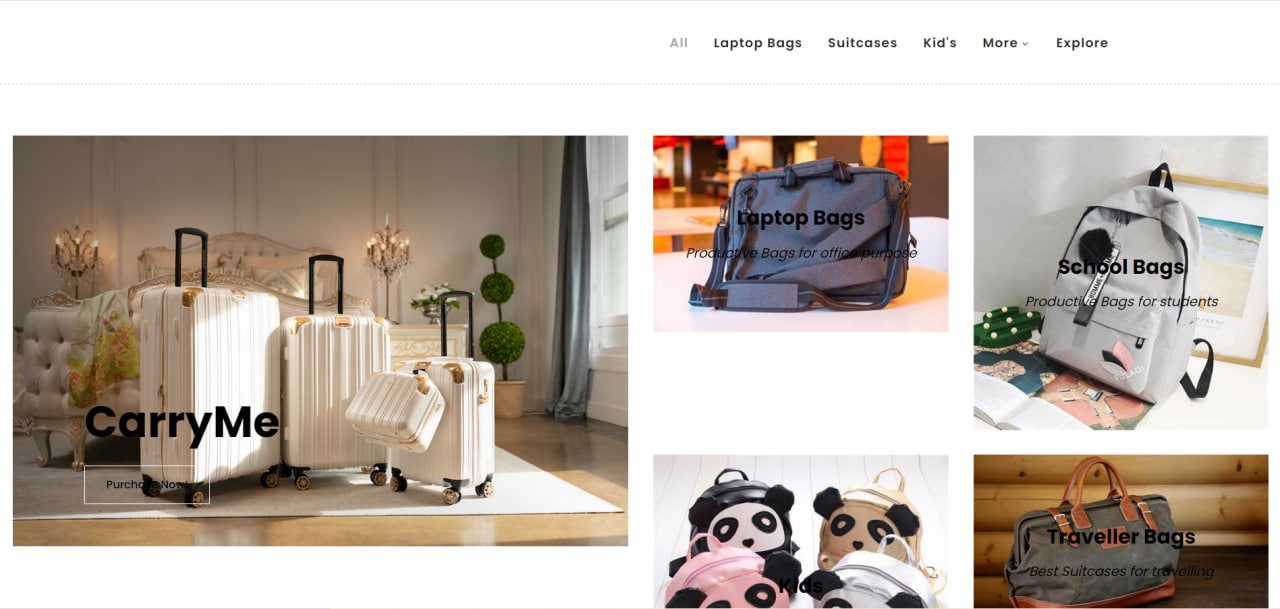 All Laptop Bags Suitcases Kid's More Explore
CarryMe
Purchase Now!
Laptop Bags
Productive Bags for office purpose
School Bags
Productive Bags for students
Kids
Traveller Bags
Best Suitcases for travelling